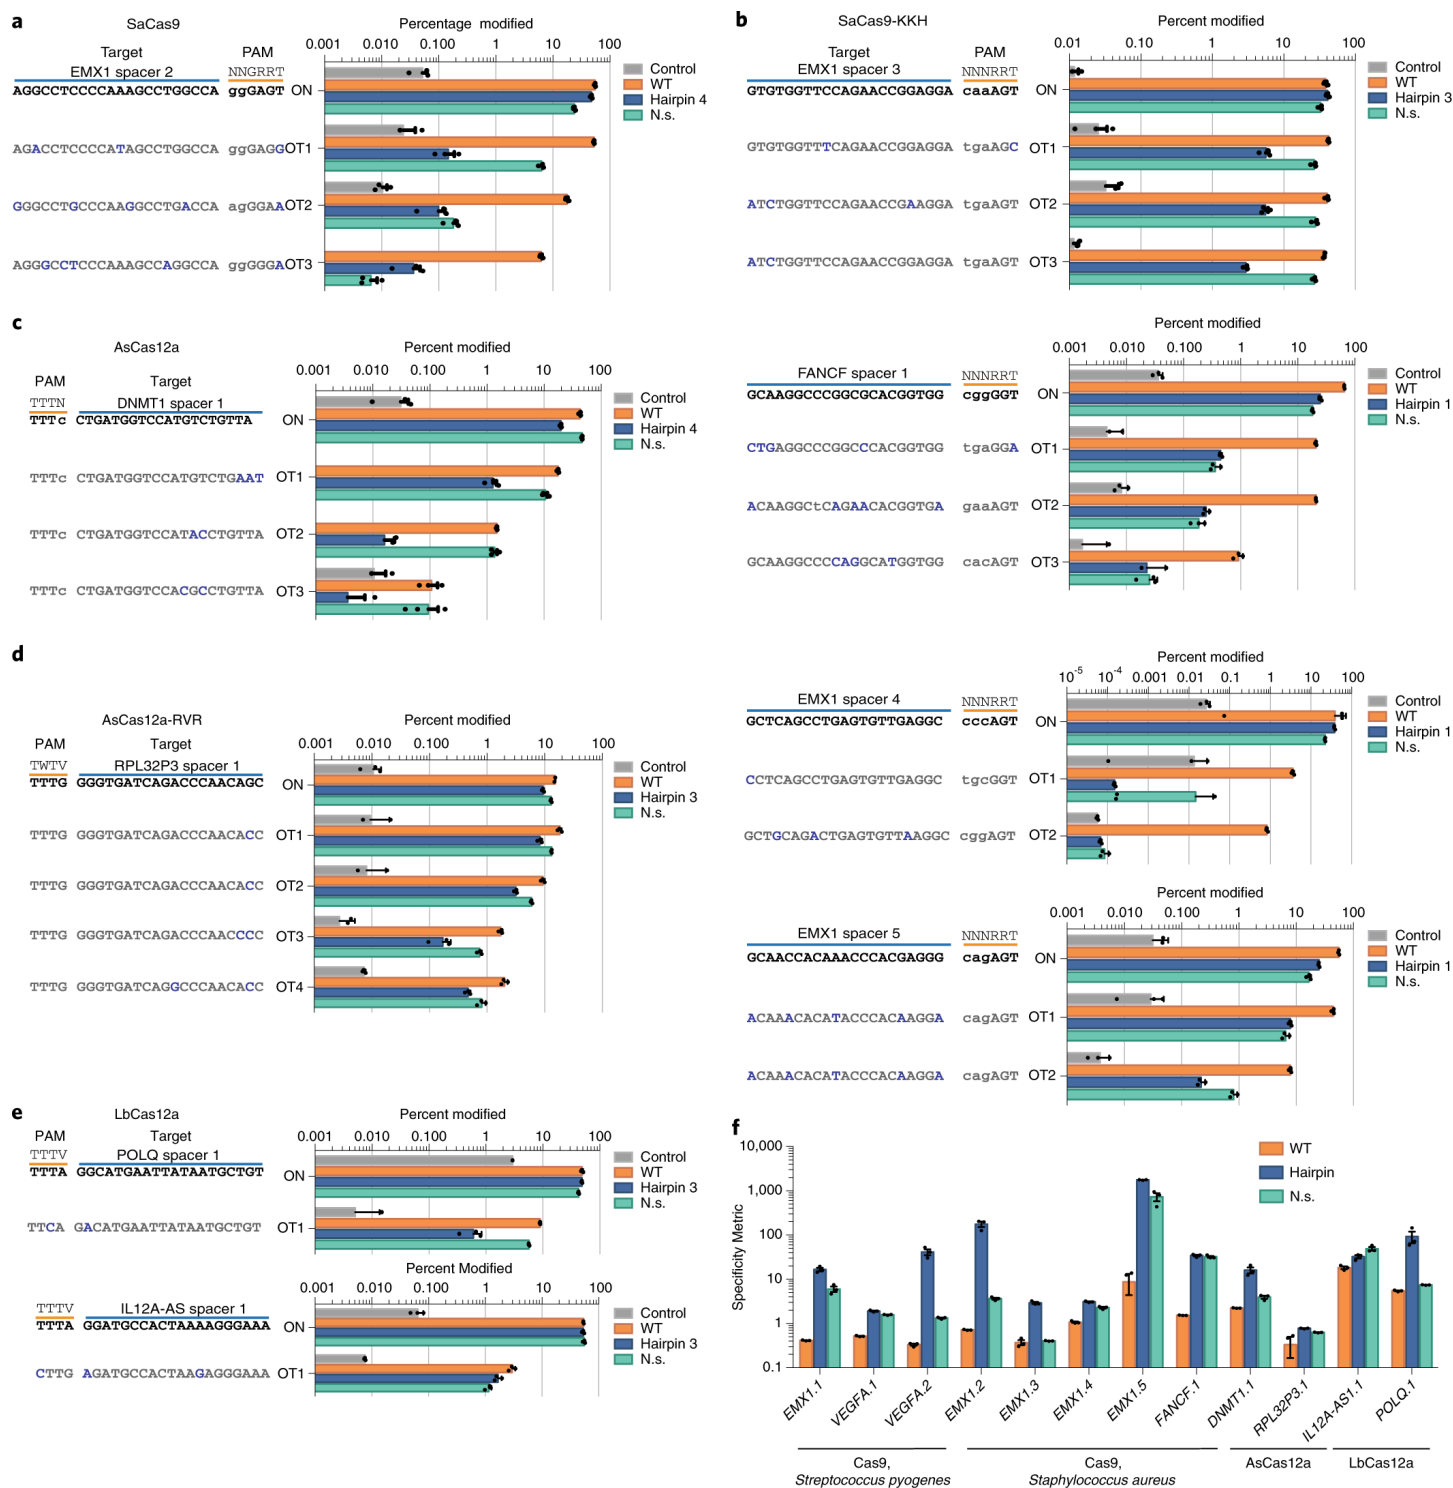 a
SaCas9
Percentage modified
Target PAM
0.001 0.010 0.100 1 10 100
EMX1 spacer 2 NNGRRT
AGGCCTCCCCAAAGCCTGGCCA ggGAGT ON
AGACCTCCCCATAGCCTGGCCA ggGAGG OT1
GGGCCTGCCCAAGGCCTGACCA agGGAA OT2
AGGGCCTCCCAAAGCCAGGCCA ggGGGA OT3
Control
WT
Hairpin 4
N.s.
b
SaCas9-KKH
Percent modified
Target PAM
0.01 0.10 1 10 100
EMX1 spacer 3 NNNRRT
GTGTGGTTCCAGAACCGGAGGA caaAGT ON
GTGTGGTTTCAGAACCGGAGGA tgaAGC OT1
ATCTGGTTCCAGAACCGAAGGA tgaAGT OT2
ATCTGGTTCCAGAACCGGAGGA tgaAGT OT3
Control
WT
Hairpin 3
N.s.
Percent modified
0.001 0.010 0.100 1 10 100
FANCF spacer 1 NNNRRT
GCAAGGCCCGGCGCACGGTGG cggGGT ON
CTGAGGCCCGGCCCACGGTGG tgaGGA OT1
ACAAGGCtCAGAACACGGTGA gaaAGT OT2
GCAAGGCCCCAGGCATGGTGG cacAGT OT3
Control
WT
Hairpin 1
N.s.
Percent modified
10-5 10-4 0.001 0.01 0.1 1 10 100
EMX1 spacer 4 NNNRRT
GCTCAGCCTGAGTGTTGAGGC cccAGT ON
CCTCAGCCTGAGTGTTGAGGC tgcGGT OT1
GCTGCAGACTGAGTGTTAAGGC cggAGT OT2
Control
WT
Hairpin 1
N.s.
Percent modified
0.001 0.010 0.100 1 10 100
EMX1 spacer 5 NNNRRT
GCAACCACAAACCCACGAGGG cagAGT ON
ACAAACACATACCCACAAGGA cagAGT OT1
ACAAACACATACCCACAAGGA cagAGT OT2
Control
WT
Hairpin 1
N.s.
c
AsCas12a
Percent modified
PAM Target
0.001 0.010 0.100 1 10 100
TTTN DNMT1 spacer 1
TTTc CTGATGGTCCATGTCTGTTA ON
TTTc CTGATGGTCCATGTCTGAAT OT1
TTTc CTGATGGTCCATACCTGTTA OT2
TTTc CTGATGGTCCACGCCTGTTA OT3
Control
WT
Hairpin 4
N.s.
d
AsCas12a-RVR
Percent modified
PAM Target
0.001 0.010 0.100 1 10 100
TWTV RPL32P3 spacer 1
TTTG GGGTGATCAGACCCAACAGC ON
TTTG GGGTGATCAGACCCAACACC OT1
TTTG GGGTGATCAGACCCAACACC OT2
TTTG GGGTGATCAGACCCAACCCC OT3
TTTG GGGTGATCAGGCCCAACACC OT4
Control
WT
Hairpin 3
N.s.
e
LbCas12a
Percent modified
PAM Target
0.001 0.010 0.100 1 10 100
TTTV POLQ spacer 1
TTTA GGCATGAATTATAATGCTGT ON
TTCA GACATGAATTATAATGCTGT OT1
Control
WT
Hairpin 3
N.s.
Percent Modified
0.001 0.010 0.100 1 10 100
TTTV IL12A-AS spacer 1
TTTA GGATGCCACTAAAAGGGAAA ON
CTTG AGATGCCACTAAGAGGGAAA OT1
Control
WT
Hairpin 3
N.s.
f
Specificity Metric
10,000
1,000
100
10
1
0.1
WT
Hairpin
N.s.
EMX1.1 VEGFA.1 VEGFA.2 EMX1.2 EMX1.3 EMX1.4 EMX1.5 FANCF.1 DNMT1.1 RPL32P3.1 IL12A-AS1.1 POLQ.1
Cas9, Streptococcus pyogenes
Cas9, Staphylococcus aureus
AsCas12a
LbCas12a